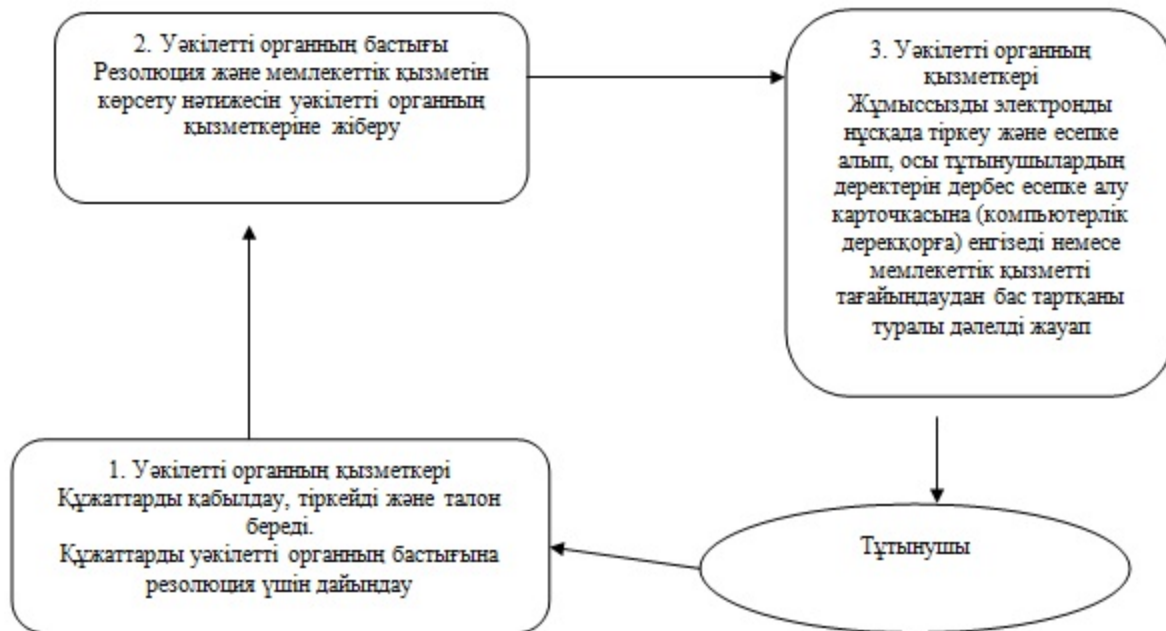 2. Уәкілетті органның бастығы
Резолюция және мемлекеттік қызметін
көрсету нәтижесін уәкілетті органның
қызметкеріне жіберу
3. Уәкілетті органның
қызметкері
Жұмыссызды электронды
нұсқада тіркеу және есепке
алып, осы тұтынушылардың
деректерін дербес есепке алу
карточкасына (компьютерлік
дерекқорға) енгізеді немесе
мемлекеттік қызметті
тағайындаудан бас тартқаны
туралы дәлелді жауап
1. Уәкілетті органның қызметкері
Құжаттарды қабылдау, тіркейді және талон
береді.
Құжаттарды уәкілетті органның бастығына
резолюция үшін дайындау
Тұтынушы